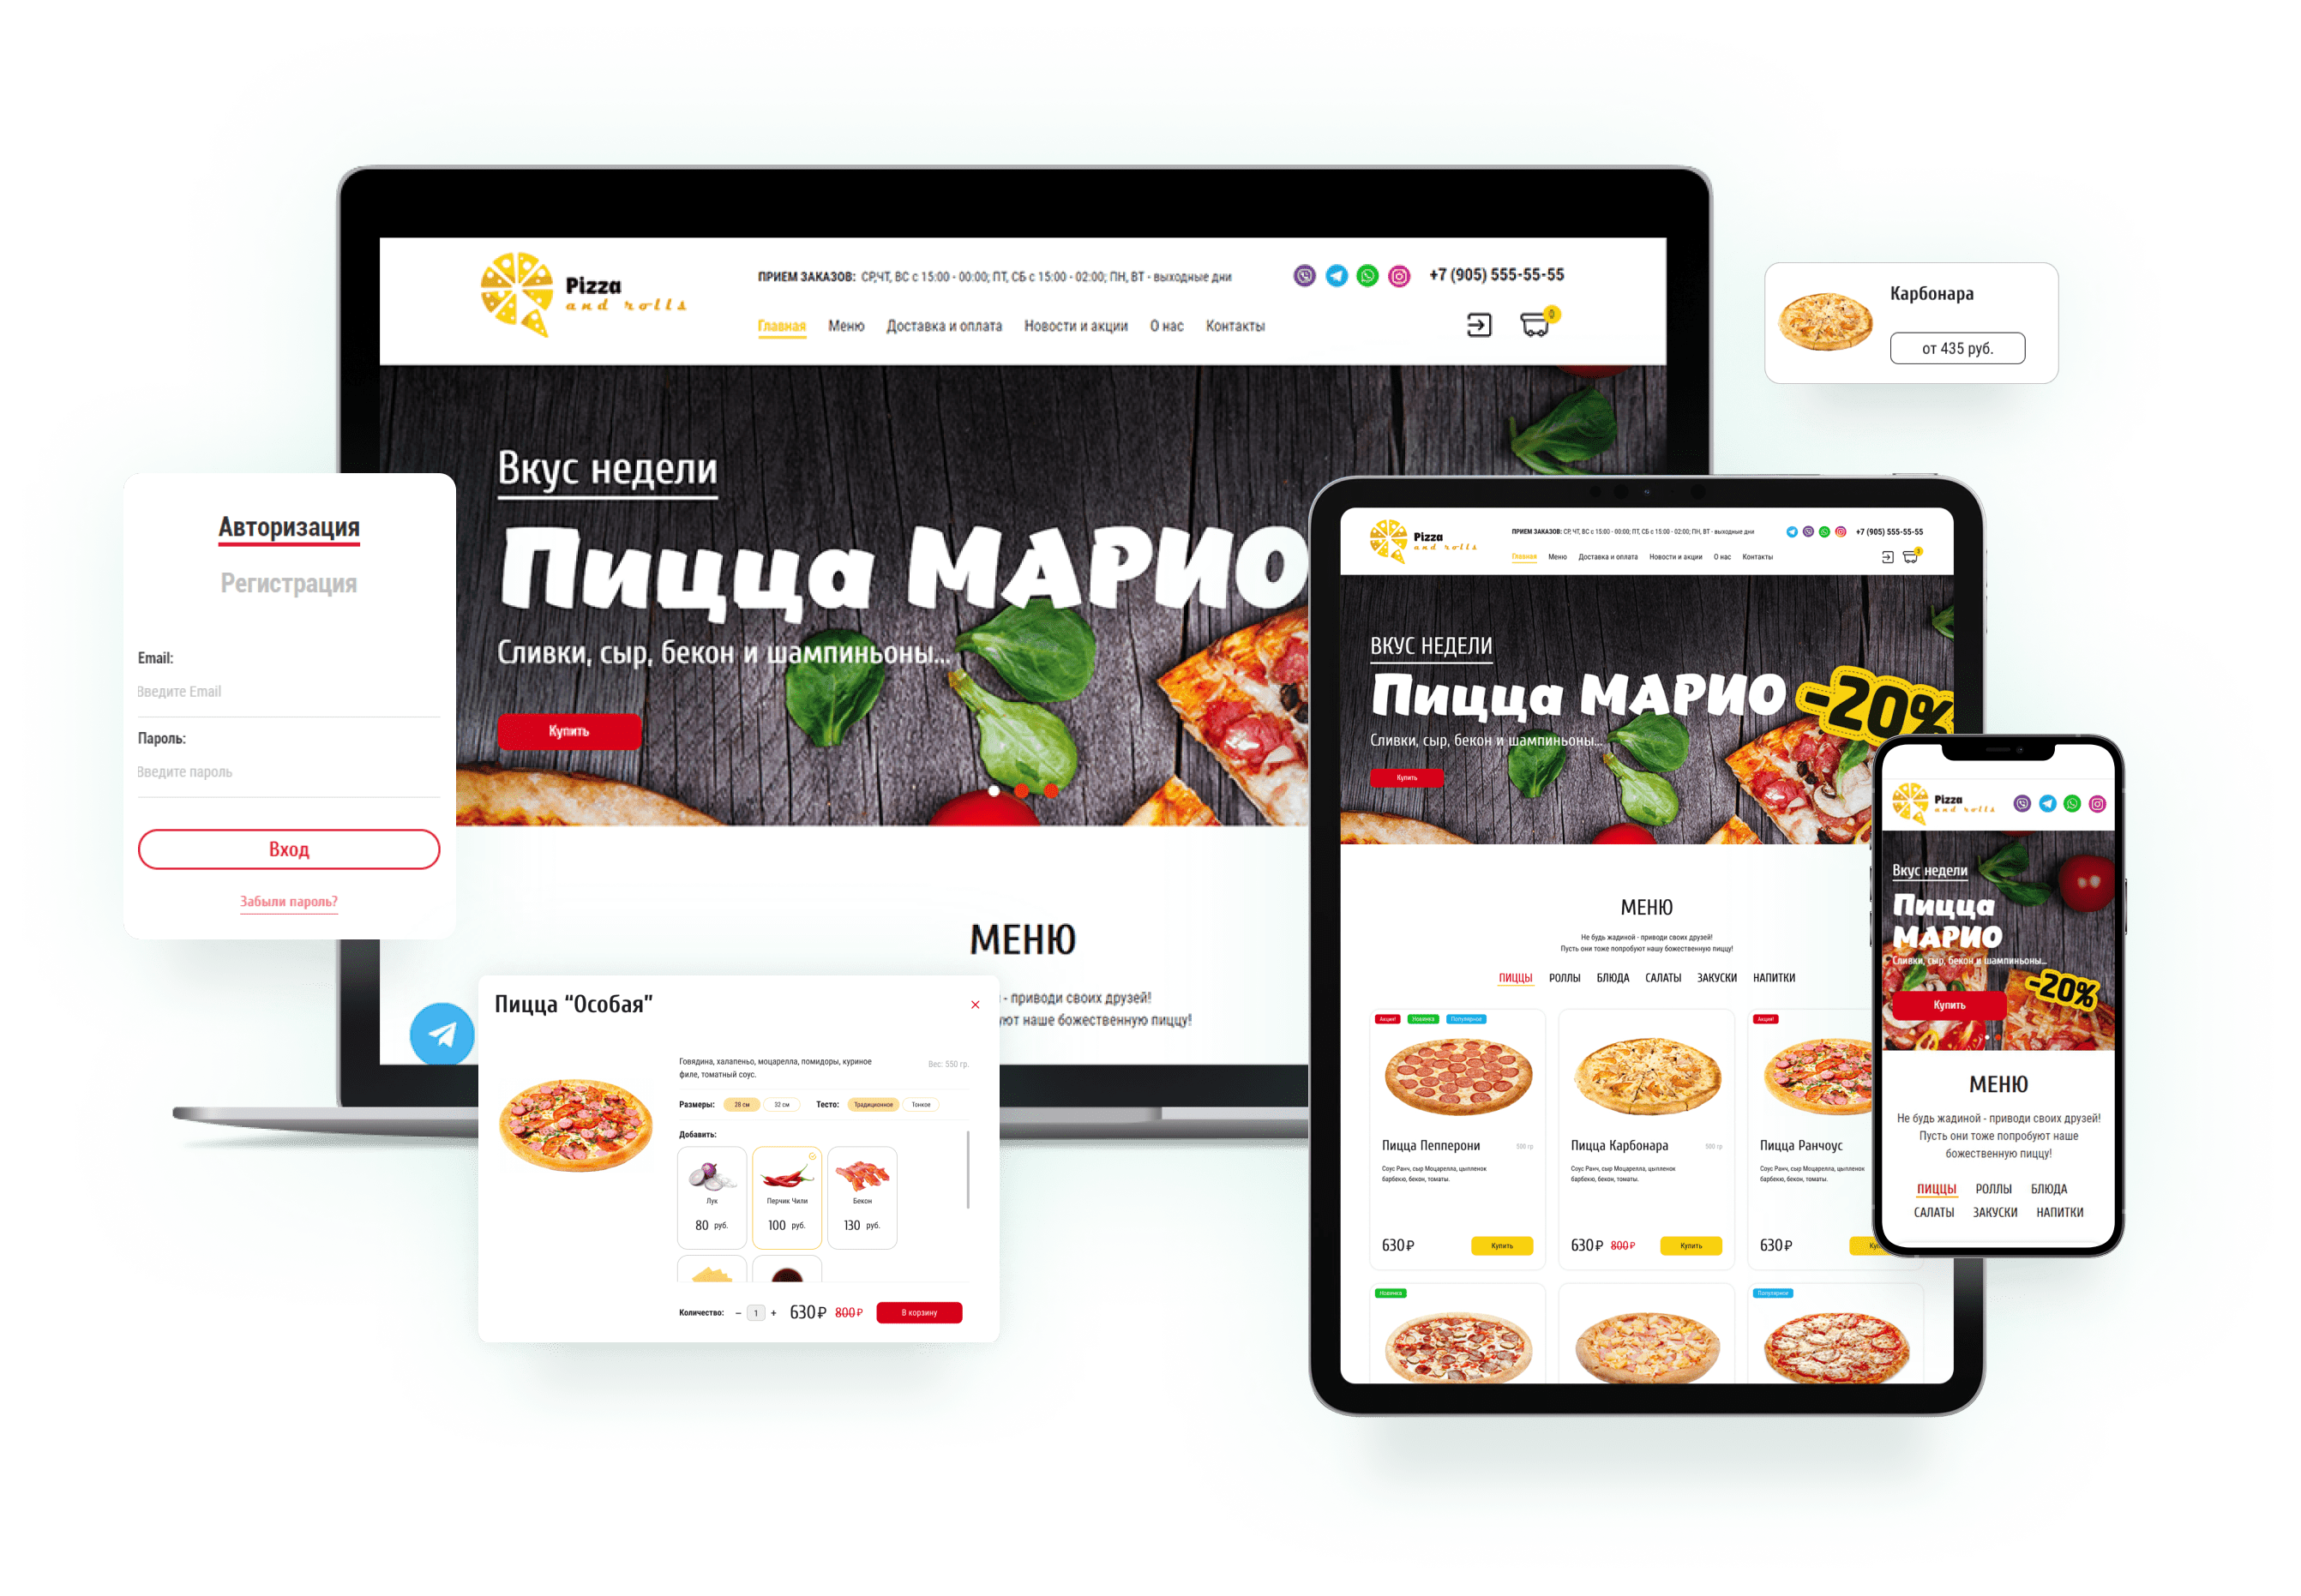 Pizza
and rolls
ПРИЕМ ЗАКАЗОВ: СР,ЧТ, ВС с 15:00 - 00:00; ПТ, СБ с 15:00 - 02:00; ПН, ВТ - выходные дни
+7 (905) 555-55-55
Главная Меню Доставка и оплата Новости и акции О нас Контакты
0
Вкус недели
Пицца МАРИО
Сливки, сыр, бекон и шампиньоны...
Купить
МЕНЮ
- приводи своих друзей!
ют наше божественную пиццу!
Карбонара
от 435 руб.
Авторизация
Регистрация
Email:
Введите Email
Пароль:
Введите пароль
Вход
Забыли пароль?
Пицца “Особая”
Говядина, халапеньо, моцарелла, помидоры, куриное
филе, томатный соус.
Вес: 550 гр.
Размеры: 28 см 32 см Тесто: Традиционное Тонкое
Добавить:
Лук
80 руб.
Перчик Чили
100 руб.
Бекон
130 руб.
Количество: − 1 + 630 ₽ 800 ₽ В корзину
Pizza
and rolls
ПРИЕМ ЗАКАЗОВ: СР, ЧТ, ВС с 15:00 - 00:00; ПТ, СБ с 15:00 - 02:00; ПН, ВТ - выходные дни
+7 (905) 555-55-55
Главная Меню Доставка и оплата Новости и акции О нас Контакты
ВКУС НЕДЕЛИ
Пицца МАРИО
-20%
Сливки, сыр, бекон и шампиньоны...
Купить
МЕНЮ
Не будь жадиной - приводи своих друзей!
Пусть они тоже попробуют нашу божественную пиццу!
ПИЦЦЫ РОЛЛЫ БЛЮДА САЛАТЫ ЗАКУСКИ НАПИТКИ
Акция! Новинка Популярное
Пицца Пепперони
500 гр
Соус Ранч, сыр Моцарелла, цыпленок
барбекю, бекон, томаты.
630 ₽ Купить
Пицца Карбонара
500 гр
Соус Ранч, сыр Моцарелла, цыпленок
барбекю, бекон, томаты.
630 ₽ 800 ₽ Купить
Акция!
Пицца Ранчоус
Соус Ранч, сыр Моцарелла, цыпленок
барбекю, бекон, томаты.
630 ₽
Новинка
Популярное
Pizza
and rolls
Вкус недели
Пицца
МАРИО
Сливки, сыр, бекон и шампиньоны...
-20%
Купить
МЕНЮ
Не будь жадиной - приводи своих друзей!
Пусть они тоже попробуют наше
божественную пиццу!
ПИЦЦЫ РОЛЛЫ БЛЮДА
САЛАТЫ ЗАКУСКИ НАПИТКИ